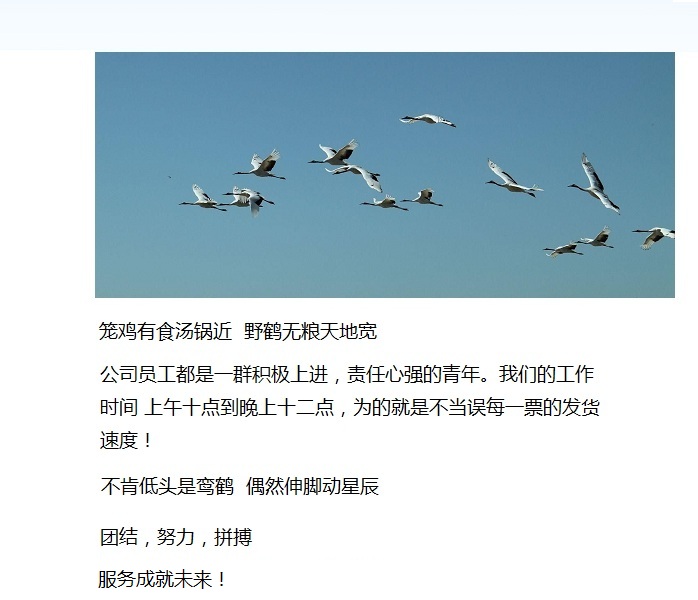 笼鸡有食汤锅近 野鹤无粮天地宽
公司员工都是一群积极上进，责任心强的青年。我们的工作
时间 上午十点到晚上十二点，为的就是不当误每一票的发货
速度！
不肯低头是鸾鹤 偶然伸脚动星辰
团结，努力，拼搏
服务成就未来！